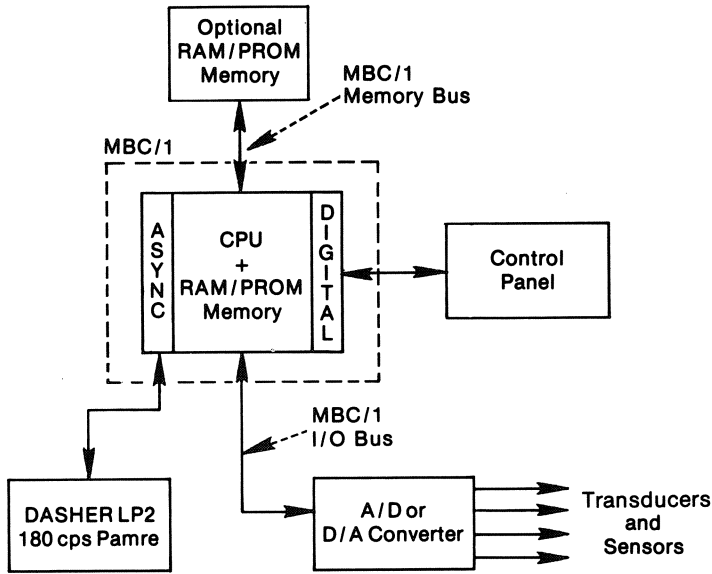 Optional
RAM/PROM
Memory
MBC/1
Memory Bus
MBC/1
ASYNC
CPU
+
RAM/PROM
Memory
DIGITAL
Control
Panel
MBC/1
I/O Bus
DASHER LP2
180 cps Pamre
A/D or
D/A Converter
Transducers
and
Sensors